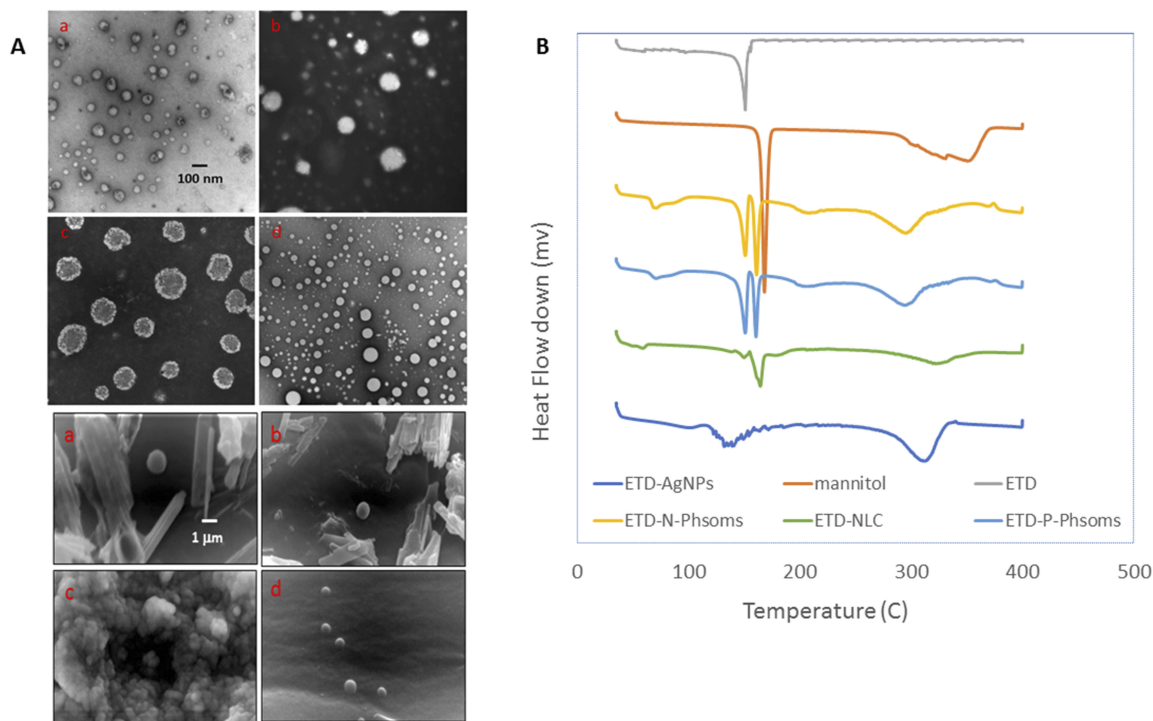 A
a
b
100 nm
c
d
a
b
1 µm
c
d
B
Heat Flow down (mv)
ETD-AgNPs
mannitol
ETD
ETD-N-Phsoms
ETD-NLC
ETD-P-Phsoms
0
100
200
300
400
500
Temperature (C)